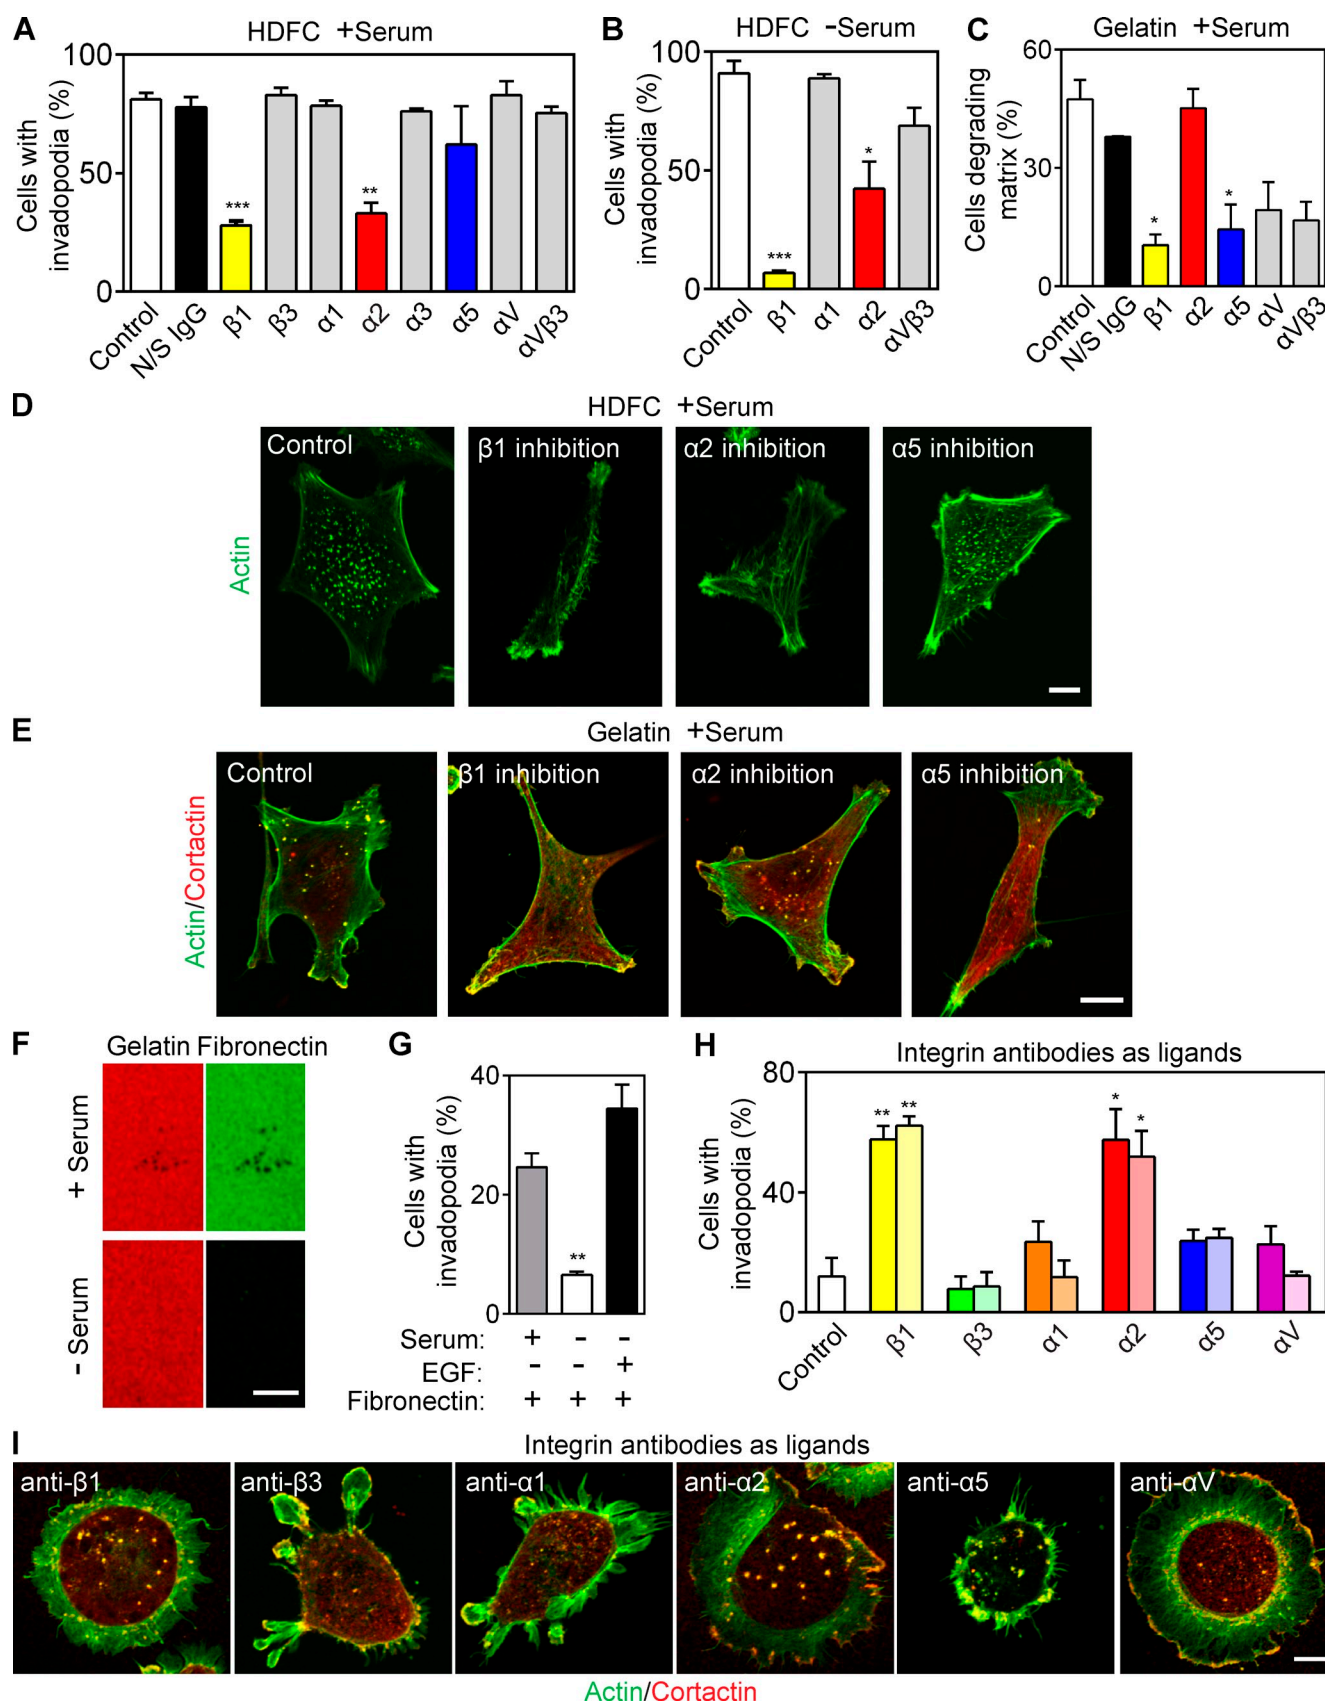 A
HDFC +Serum
Cells with
invadopodia (%)
100
50
0
***
**
Control
N/S IgG
β1
β3
α1
α2
α3
α5
αV
αVβ3
B
HDFC -Serum
Cells with
invadopodia (%)
100
50
0
***
*
Control
β1
α1
α2
αVβ3
C
Gelatin +Serum
Cells degrading
matrix (%)
60
30
0
*
*
Control
N/S IgG
β1
α2
α5
αV
αVβ3
D
HDFC +Serum
Actin
Control
β1 inhibition
α2 inhibition
α5 inhibition
E
Gelatin +Serum
Actin/Cortactin
Control
β1 inhibition
α2 inhibition
α5 inhibition
F
Gelatin Fibronectin
+ Serum
- Serum
G
Cells with
invadopodia (%)
40
20
0
**
Serum: + - -
EGF: - - +
Fibronectin: + + +
H
Integrin antibodies as ligands
Cells with
invadopodia (%)
80
40
0
** **
* *
Control
β1
β3
α1
α2
α5
αV
I
Integrin antibodies as ligands
anti-β1
anti-β3
anti-α1
anti-α2
anti-α5
anti-αV
Actin/Cortactin